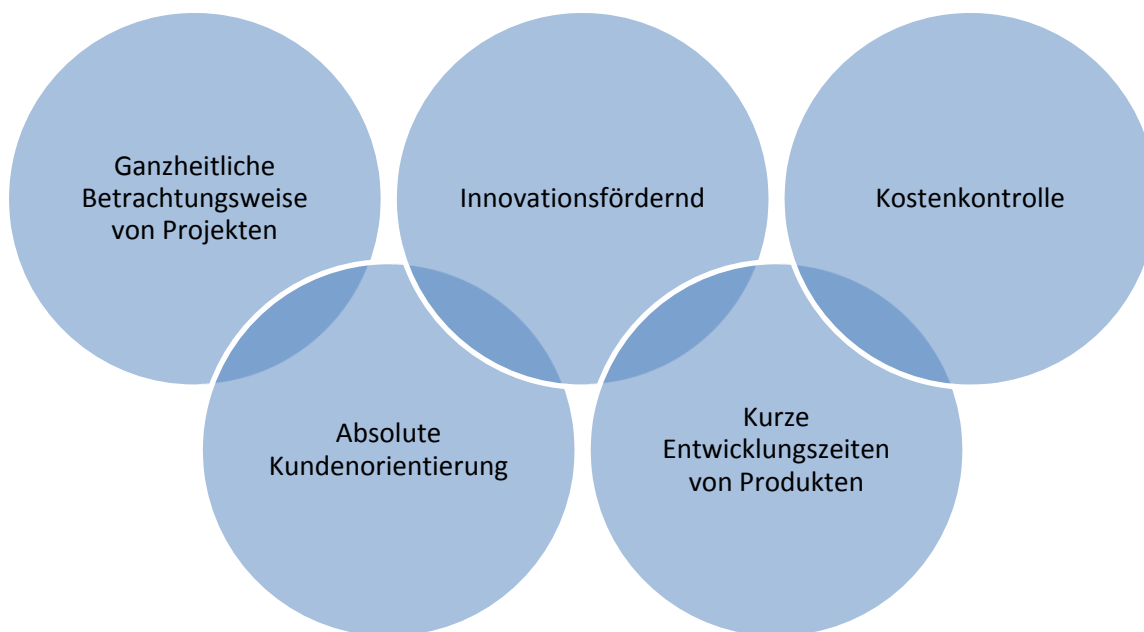 Ganzheitliche
Betrachtungsweise
von Projekten
Innovationsfördernd
Kostenkontrolle
Absolute
Kundenorientierung
Kurze
Entwicklungszeiten
von Produkten